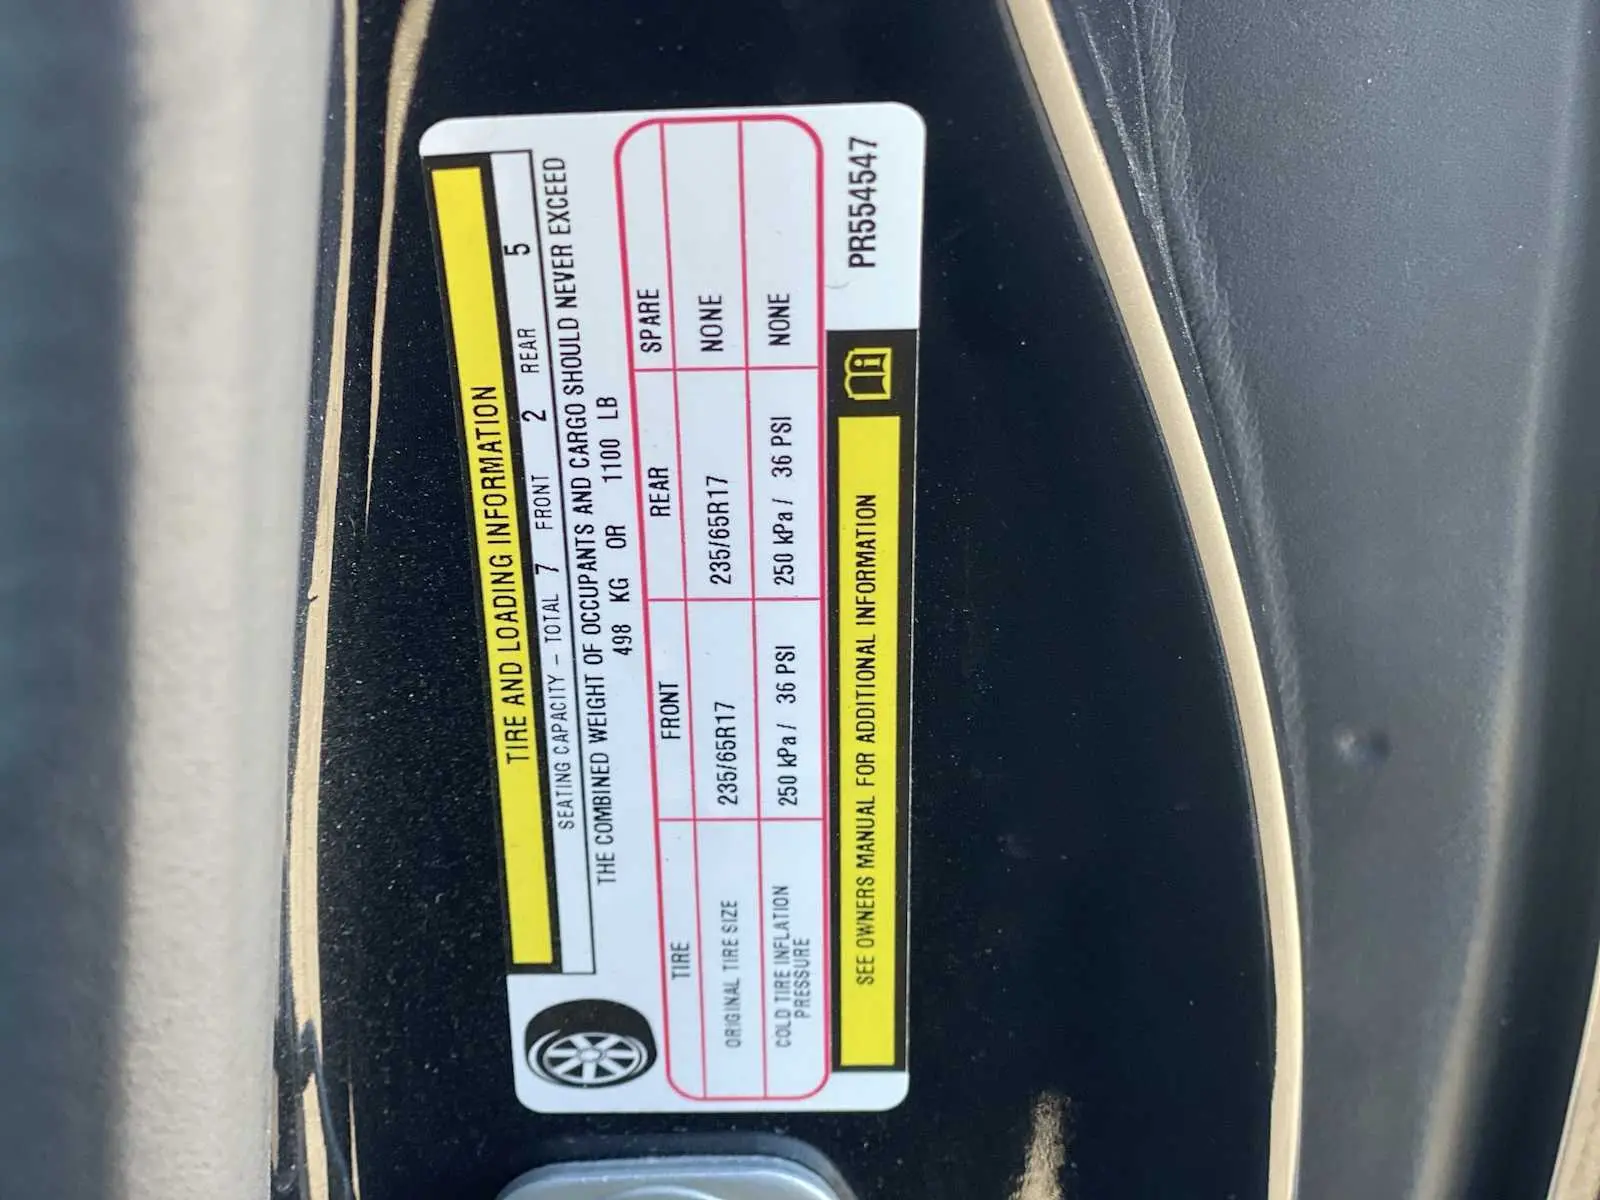 TIRE AND LOADING INFORMATION
SEATING CAPACITY – TOTAL 7 FRONT 2 REAR 5
THE COMBINED WEIGHT OF OCCUPANTS AND CARGO SHOULD NEVER EXCEED
498 KG OR 1100 LB
TIRE FRONT REAR SPARE
ORIGINAL TIRE SIZE 235/65R17 235/65R17 NONE
COLD TIRE INFLATION PRESSURE 250 kPa / 36 PSI 250 kPa / 36 PSI NONE
SEE OWNERS MANUAL FOR ADDITIONAL INFORMATION PR554547